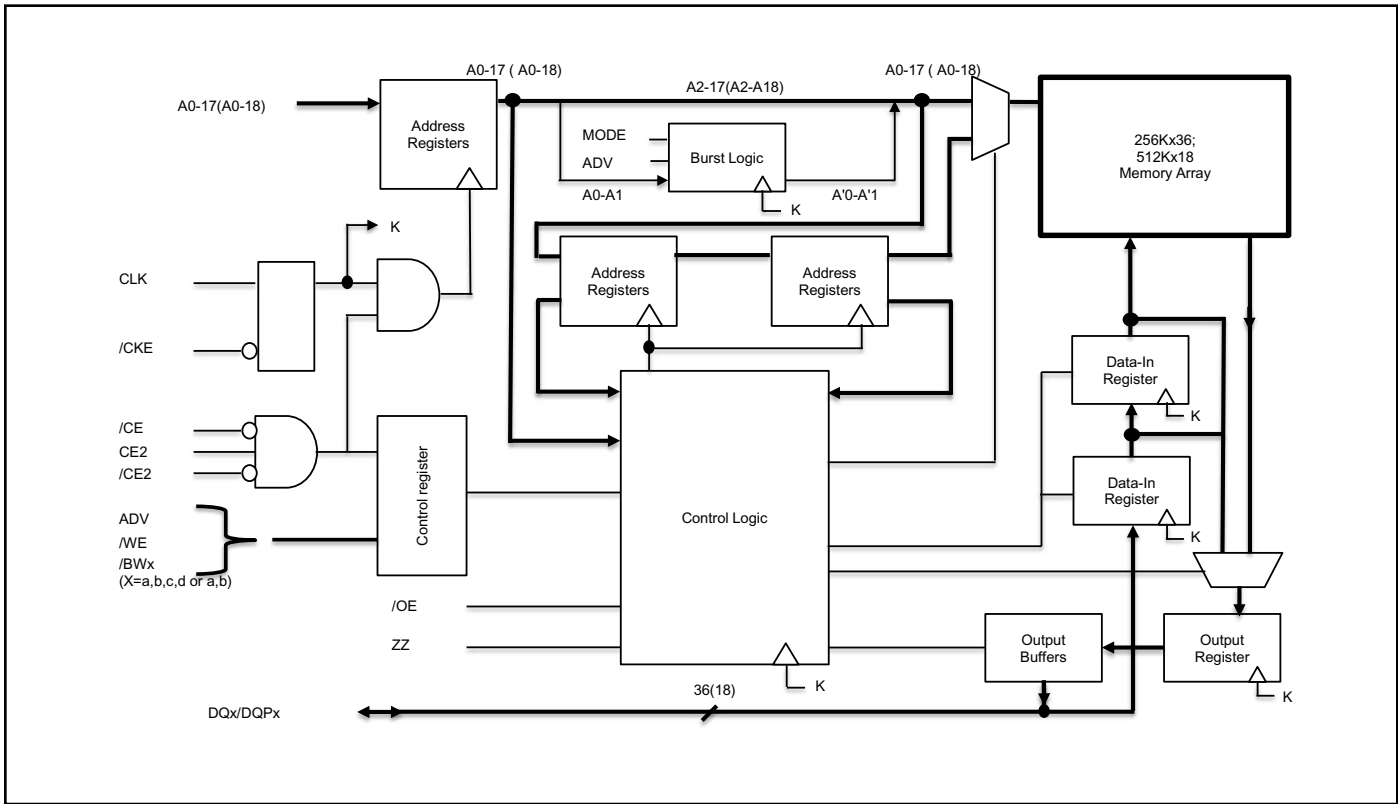 A0-17 ( A0-18)
A2-17(A2-A18)
A0-17 ( A0-18)
A0-17(A0-18)
Address
Registers
MODE
ADV
Burst Logic
A0-A1
A'0-A'1
K
256Kx36;
512Kx18
Memory Array
K
CLK
/CKE
Address
Registers
Address
Registers
/CE
CE2
/CE2
ADV
/WE
/BWx
(X=a,b,c,d or a,b)
Control register
/OE
ZZ
Control Logic
K
Data-In
Register
K
Data-In
Register
K
Output
Buffers
Output
Register
K
36(18)
DQx/DQPx